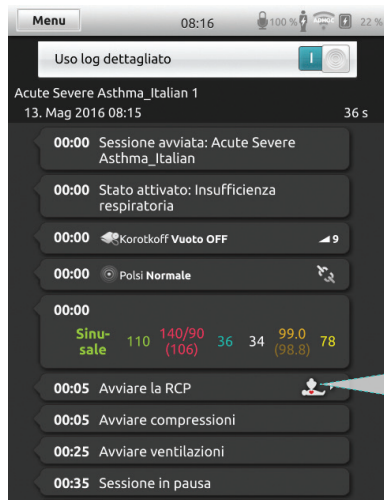 Menu 08:16 100 % 22 %
Uso log dettagliato
Acute Severe Asthma_Italian 1
13. Mag 2016 08:15 36 s
00:00 Sessione avviata: Acute Severe
Asthma_Italian
00:00 Stato attivato: Insufficienza
respiratoria
00:00 Korotkoff Vuoto OFF 9
00:00 Polsi Normale
00:00
Sinu-
sale 110 140/90
(106) 36 34 99.0
(98.8) 78
00:05 Avviare la RCP
00:05 Avviare compressioni
00:25 Avviare ventilazioni
00:35 Sessione in pausa